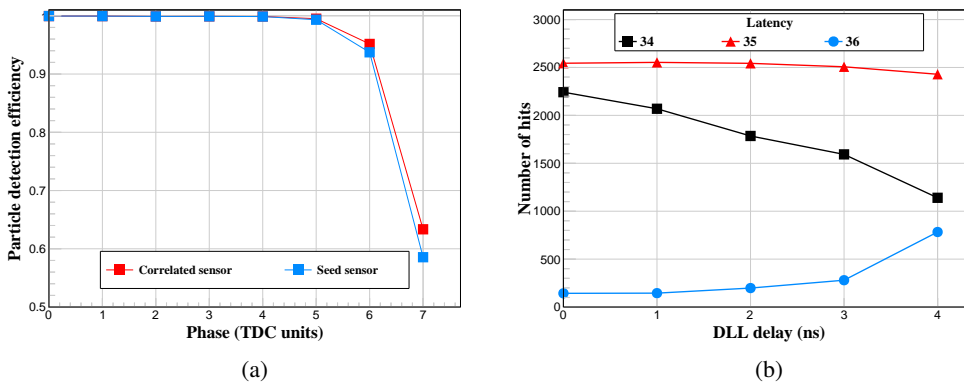 1
0.9
0.8
0.7
0.6
0.5
0 1 2 3 4 5 6 7
Particle detection efficiency
Phase (TDC units)
Correlated sensor
Seed sensor
(a)
3000
2500
2000
1500
1000
500
0
0 1 2 3 4
Number of hits
DLL delay (ns)
Latency
34 35 36
(b)